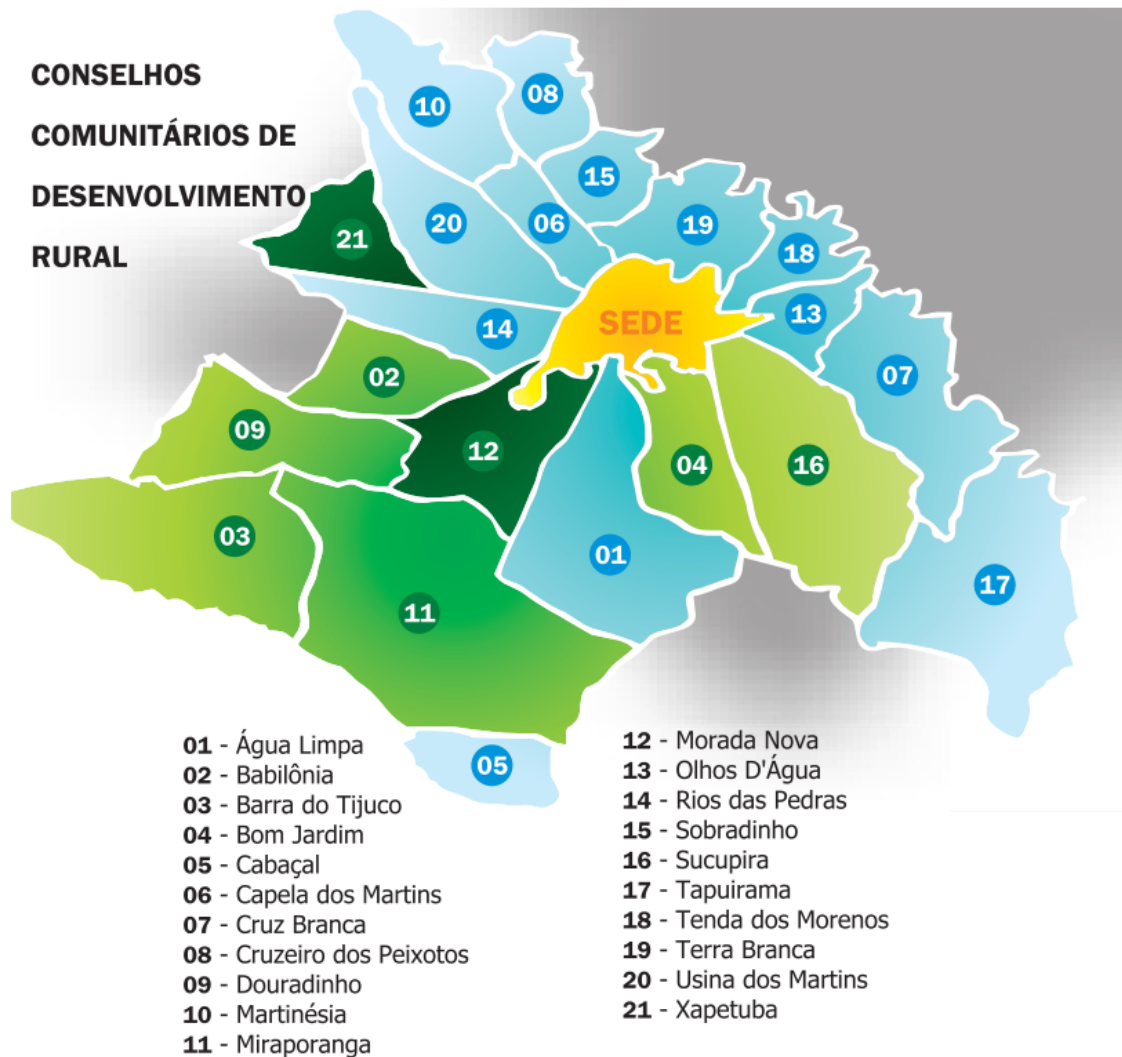 CONSELHOS
COMUNITÁRIOS DE
DESENVOLVIMENTO
RURAL
10
08
15
20
06
19
21
18
13
14
SEDE
02
07
09
12
04
16
03
01
17
11
05
01 - Água Limpa
02 - Babilônia
03 - Barra do Tijuco
04 - Bom Jardim
05 - Cabaçal
06 - Capela dos Martins
07 - Cruz Branca
08 - Cruzeiro dos Peixotos
09 - Douradinho
10 - Martinésia
11 - Miraporanga
12 - Morada Nova
13 - Olhos D'Água
14 - Rios das Pedras
15 - Sobradinho
16 - Sucupira
17 - Tapuirama
18 - Tenda dos Morenos
19 - Terra Branca
20 - Usina dos Martins
21 - Xapetuba